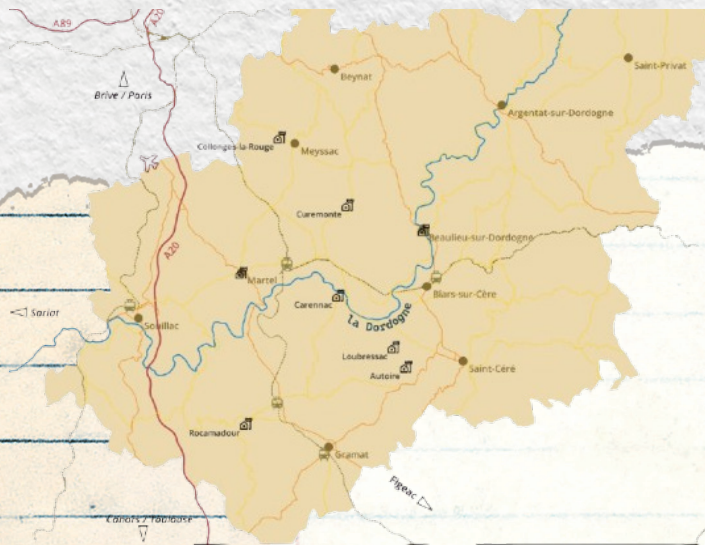 A89
A20
Brive / Paris
Beynat
Saint-Privat
Argentat-sur-Dordogne
Collonges-la-Rouge
Meyssac
Curemonte
Beaulieu-sur-Dordogne
A20
Martel
Biars-sur-Cère
Carennac
la Dordogne
Sarlat
Souillac
Loubressac
Autoire
Saint-Céré
Rocamadour
Gramat
Figeac
Cahors / Toulouse